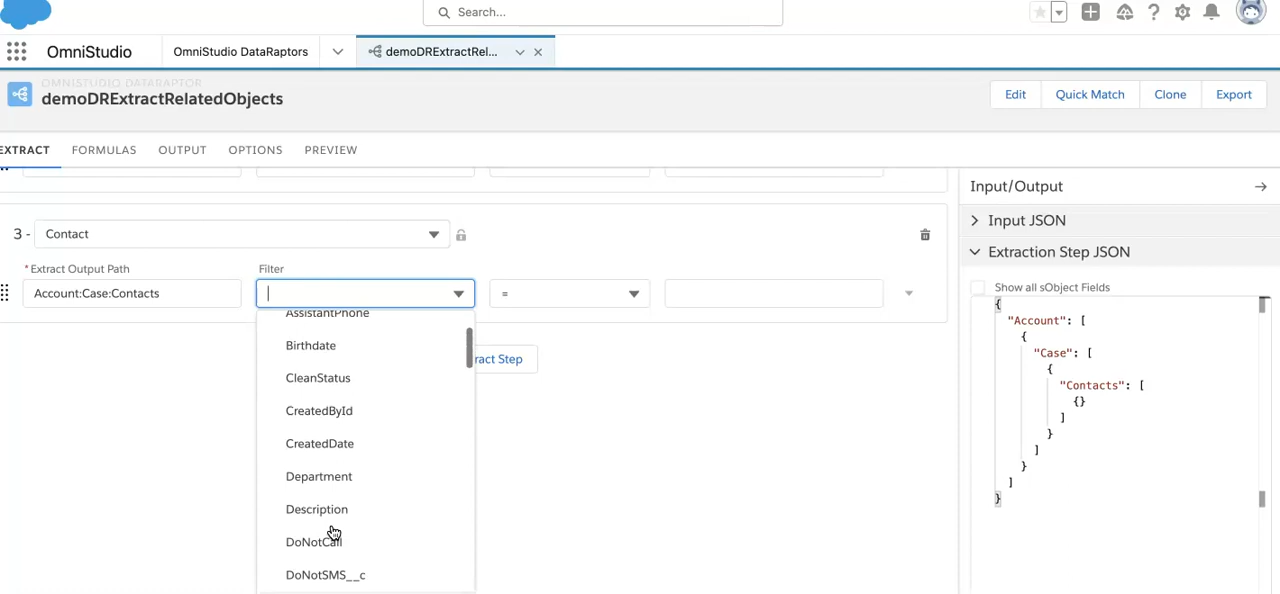 Search...
OmniStudio
OmniStudio DataRaptors
demoDRExtractRel...
OMNISTUDIO DATARAPTOR
demoDRExtractRelatedObjects
Edit
Quick Match
Clone
Export
EXTRACT
FORMULAS
OUTPUT
OPTIONS
PREVIEW
Input/Output
Input JSON
Extraction Step JSON
Show all sObject Fields
3 -
Contact
* Extract Output Path
Filter
Account:Case:Contacts
=
AssistantPhone
Birthdate
CleanStatus
CreatedById
CreatedDate
Department
Description
DoNotCall
DoNotSMS__c
ract Step
{
"Account": [
{
"Case": [
{
"Contacts": [
{}
]
}
]
}
]
}